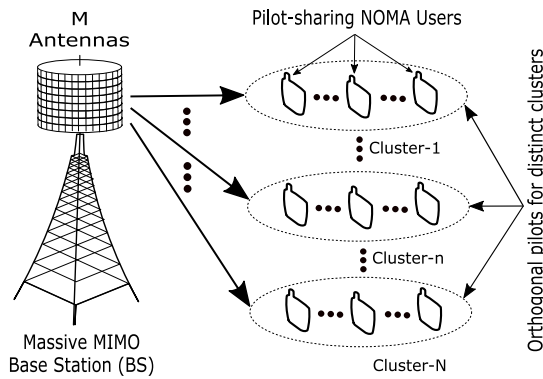 M
Antennas
Pilot-sharing NOMA Users
Cluster-1
Cluster-n
Cluster-N
Massive MIMO
Base Station (BS)
Orthogonal pilots for distinct clusters